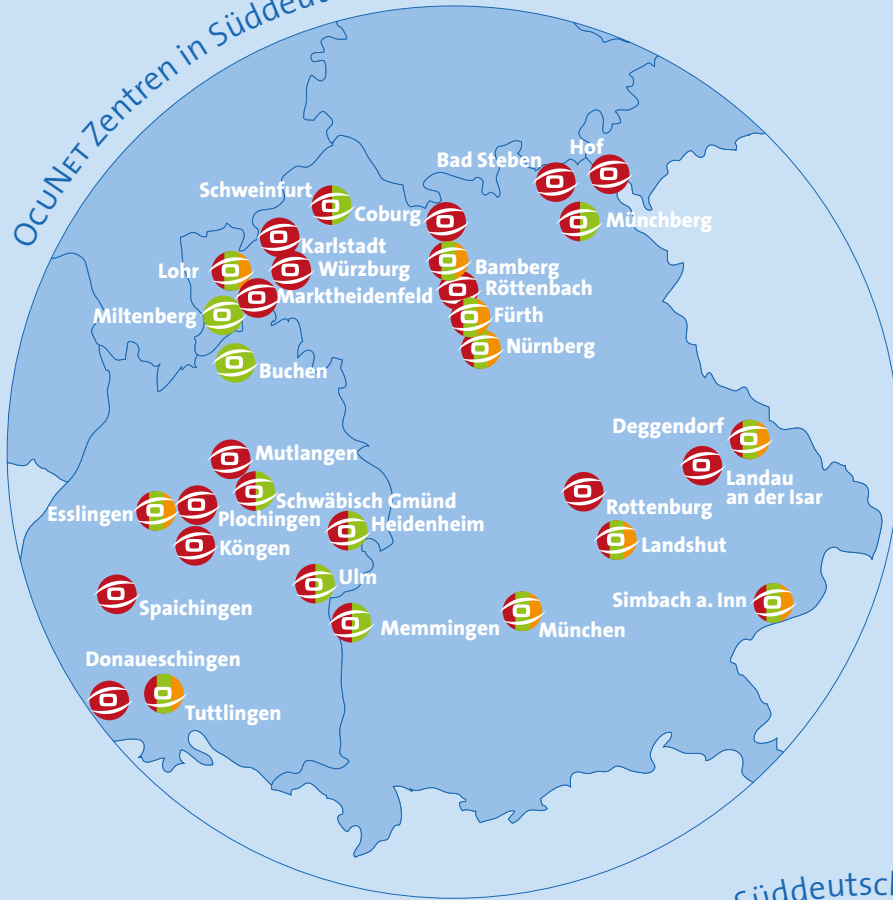 OcuNet Zentren in
Hof
Bad Steben
Schweinfurt
Coburg
Münchberg
Karlstadt
Lohr
Würzburg
Bamberg
Röttenbach
Marktheidenfeld
Miltenberg
Fürth
Nürnberg
Buchen
Deggendorf
Mutlangen
Landau
an der Isar
Schwäbisch Gmünd
Esslingen
Plochingen
Rottenburg
Heidenheim
Köngen
Landshut
Ulm
Simbach a. Inn
Spaichingen
Memmingen
München
Donaueschingen
Tuttlingen